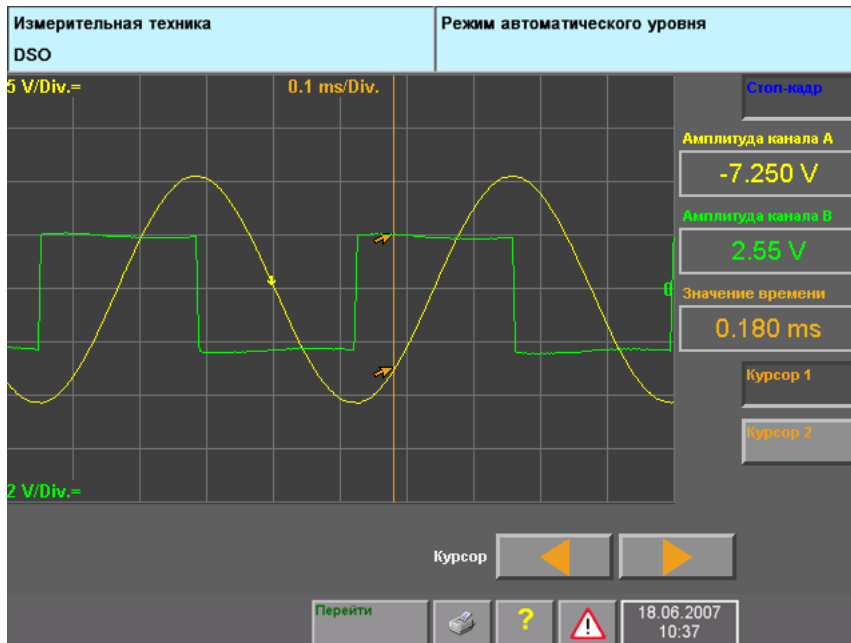 Измерительная техника
DSO
Режим автоматического уровня
5 V/Div.=
0.1 ms/Div.
Стоп-кадр
Амплитуда канала A
-7.250 V
Амплитуда канала B
2.55 V
Значение времени
0.180 ms
Курсор 1
Курсор 2
2 V/Div.=
Курсор
Перейти
?
!
18.06.2007
10:37